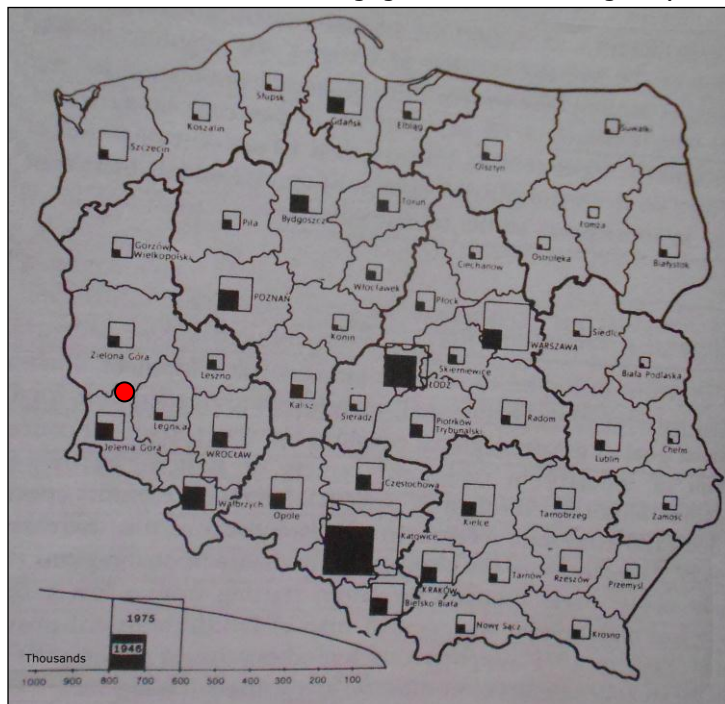 Słupsk
Gdańsk
Koszalin
Elbląg
Suwałki
Szczecin
Olsztyn
Bydgoszcz
Toruń
Piła
Łomża
Gorzów
Wielkopolski
Ciechanów
Ostrołęka
Białystok
Włocławek
POZNAŃ
Płock
Konin
WARSZAWA
Siedlce
Zielona Góra
Leszno
ŁÓDŹ
Skierniewice
Biała Podlaska
Kalisz
Sieradz
Legnica
Piotrków
Trybunalski
Radom
Jelenia Góra
WROCŁAW
Lublin
Chełm
Wałbrzych
Opole
Częstochowa
Kielce
Tarnobrzeg
Zamość
Katowice
KRAKÓW
Tarnów
Rzeszów
Przemyśl
Bielsko-Biała
Nowy Sącz
Krosno
1975
1946
Thousands
1000 900 800 700 600 500 400 300 200 100